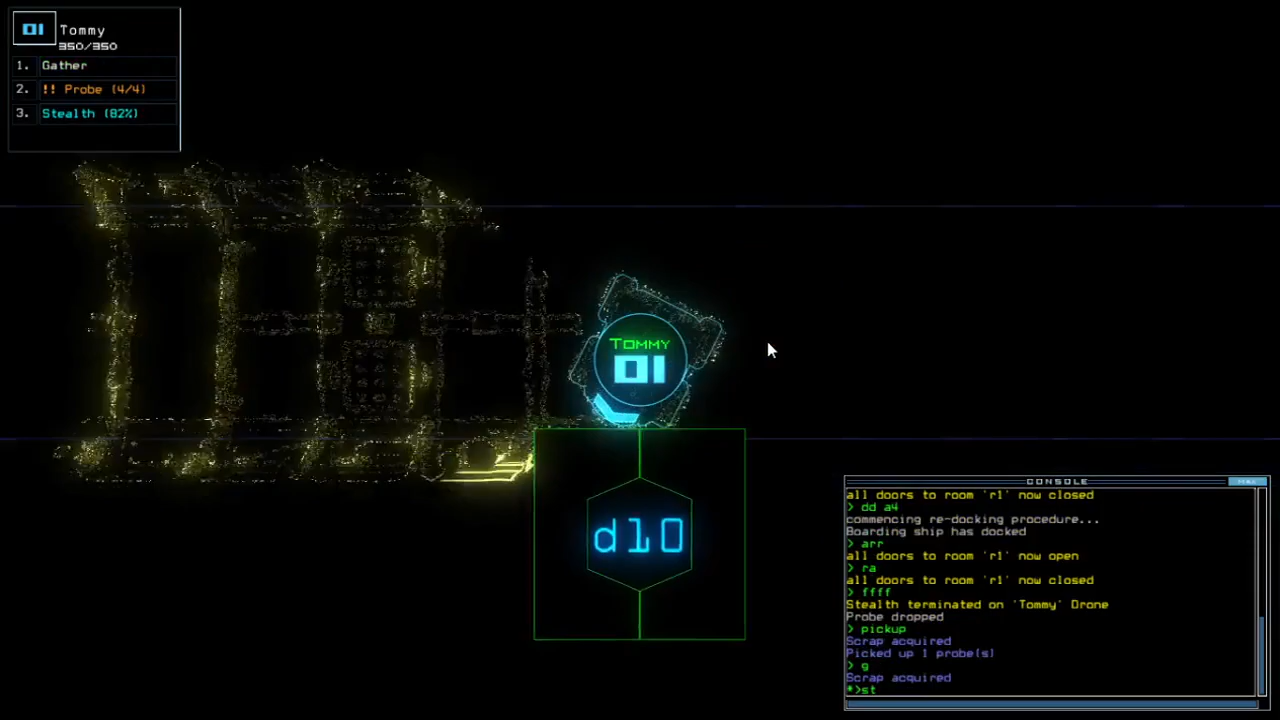 01 Tommy
350/350
1. Gather
2. !! Probe (4/4)
3. Stealth (82%)
TOMMY
01
d10
CONSOLE
all doors to room 'r1' now closed
> dd a4
commencing re-docking procedure...
Boarding ship has docked
> arr
all doors to room 'r1' now open
> ra
all doors to room 'r1' now closed
> ffff
Stealth terminated on 'Tommy' Drone
Probe dropped
> pickup
Scrap acquired
Picked up 1 probe(s)
> g
Scrap acquired
*>st